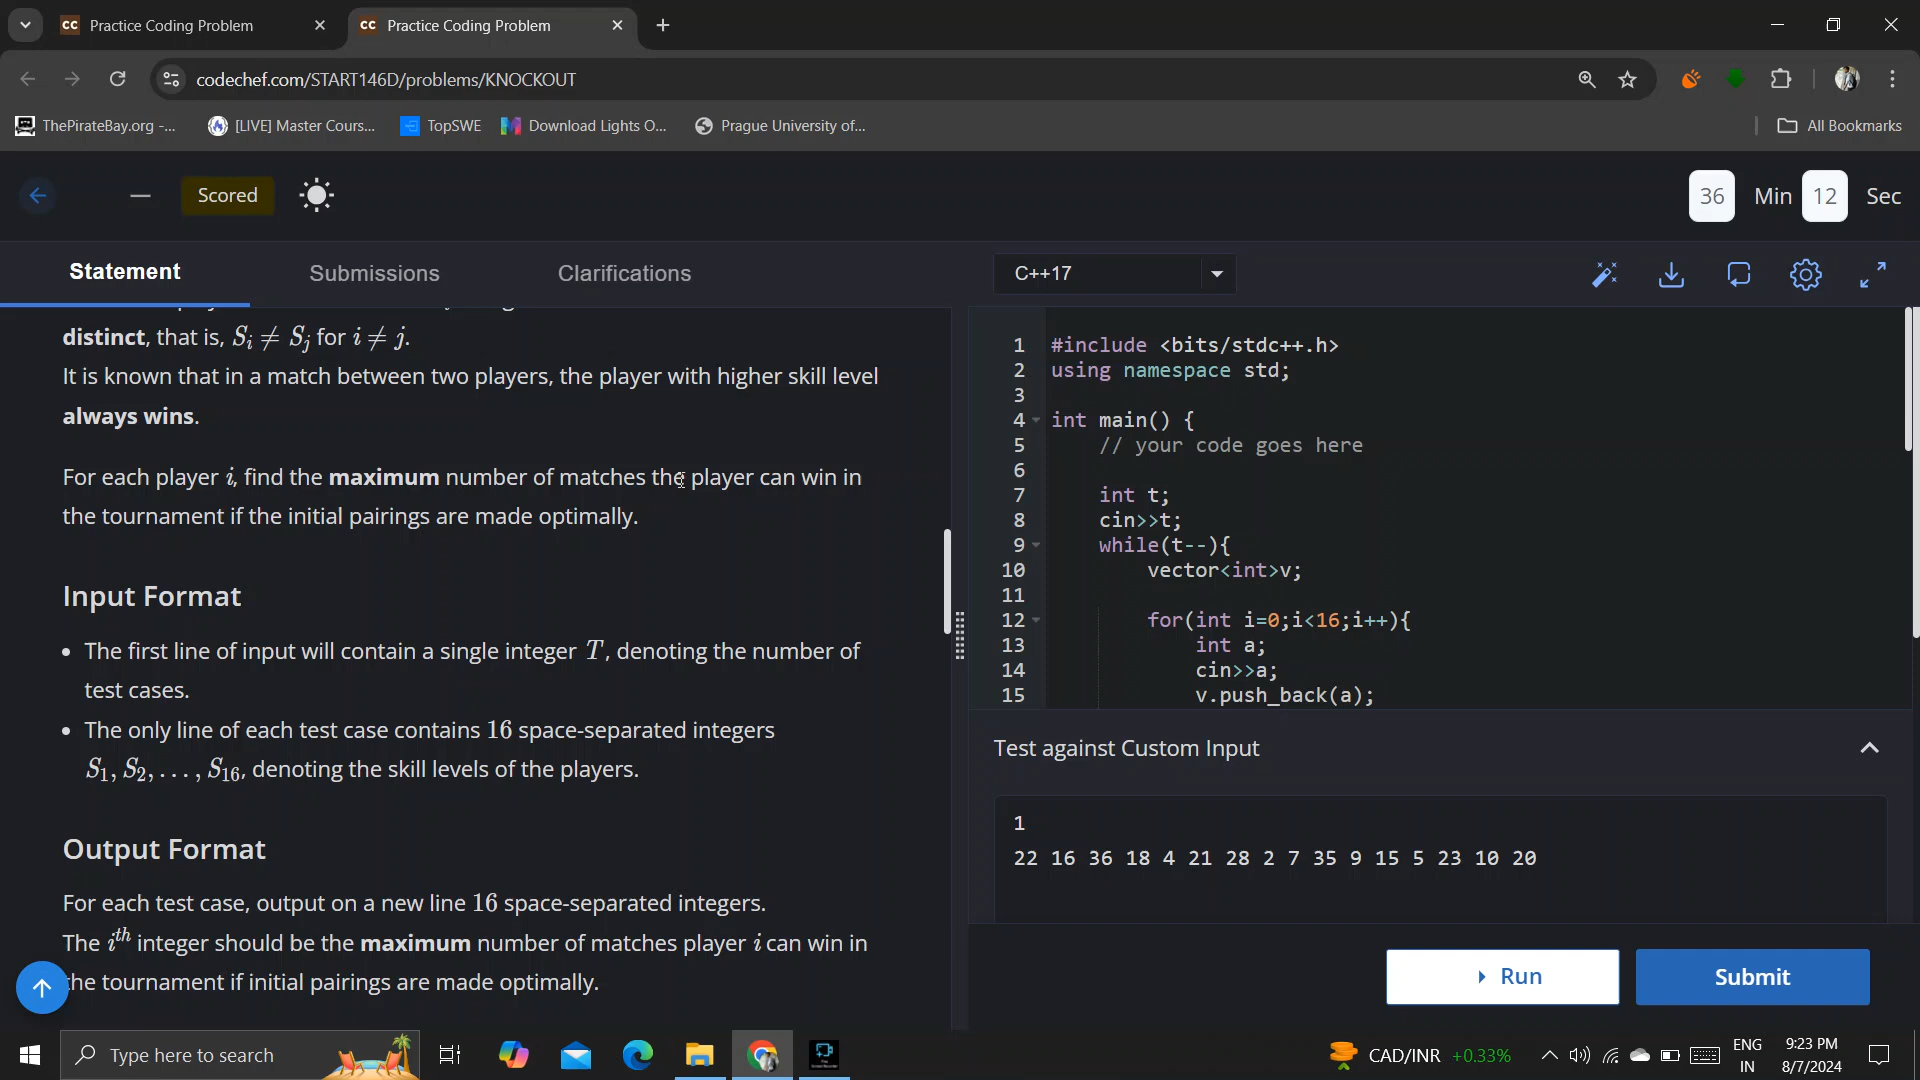 Practice Coding Problem
Practice Coding Problem
codechef.com/START146D/problems/KNOCKOUT
ThePirateBay.org -...
[LIVE] Master Cours...
TopSWE
Download Lights O...
Prague University of...
All Bookmarks
Scored
36 Min 12 Sec
Statement
Submissions
Clarifications
C++17
distinct, that is, S_i ≠ S_j for i ≠ j.
It is known that in a match between two players, the player with higher skill level
always wins.
For each player i, find the maximum number of matches the player can win in
the tournament if the initial pairings are made optimally.
Input Format
• The first line of input will contain a single integer T, denoting the number of
test cases.
• The only line of each test case contains 16 space-separated integers
S_1, S_2, ..., S_16, denoting the skill levels of the players.
Output Format
For each test case, output on a new line 16 space-separated integers.
The i^th integer should be the maximum number of matches player i can win in
the tournament if initial pairings are made optimally.
1 #include <bits/stdc++.h>
2 using namespace std;
3
4 int main() {
5 // your code goes here
6
7 int t;
8 cin>>t;
9 while(t--){
10 vector<int>v;
11
12 for(int i=0;i<16;i++){
13 int a;
14 cin>>a;
15 v.push_back(a);
Test against Custom Input
1
22 16 36 18 4 21 28 2 7 35 9 15 5 23 10 20
Run
Submit
Type here to search
CAD/INR +0.33%
ENG
IN
9:23 PM
8/7/2024